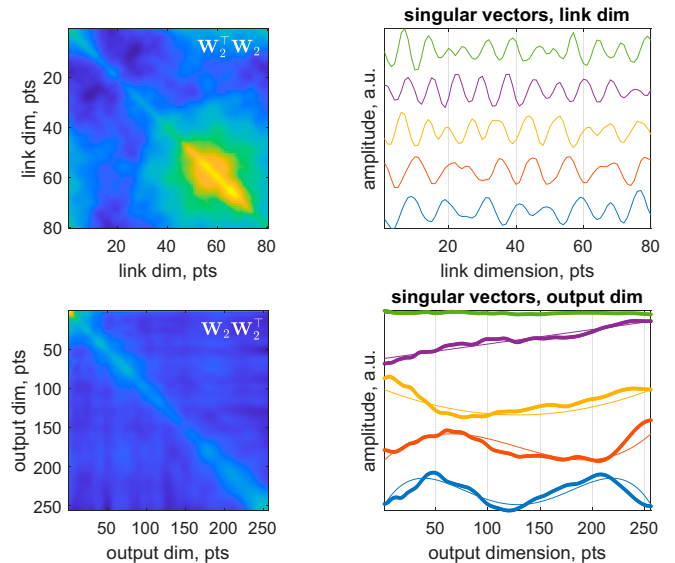 W₂ᵀW₂
20
40
60
80
20 40 60 80
link dim, pts
link dim, pts
singular vectors, link dim
amplitude, a.u.
20 40 60 80
link dimension, pts
W₂W₂ᵀ
50
100
150
200
250
50 100 150 200 250
output dim, pts
output dim, pts
singular vectors, output dim
amplitude, a.u.
50 100 150 200 250
output dimension, pts